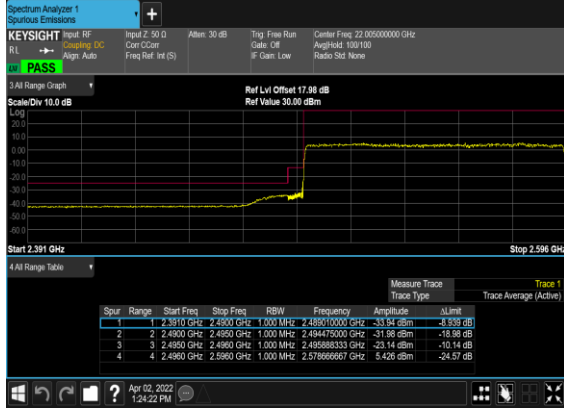 Spectrum Analyzer 1
Spurious Emissions
+
KEYSIGHT Input: RF Input Z: 50 Ω Atten: 30 dB Trig: Free Run Center Freq: 22.005000000 GHz
RL Coupling: DC Corr CCorr Gate: Off Avg|Hold: 100/100
Align: Auto Freq Ref: Int (S) IF Gain: Low Radio Std: None
PASS
3 All Range Graph Ref Lvl Offset 17.98 dB
Scale/Div 10.0 dB Ref Value 30.00 dBm
Log
20.0
10.0
0.00
-10.0
-20.0
-30.0
-40.0
-50.0
-60.0
Start 2.391 GHz Stop 2.596 GHz
4 All Range Table
Measure Trace Trace 1
Trace Type Trace Average (Active)
Spur Range Start Freq Stop Freq RBW Frequency Amplitude ΔLimit
1 1 2.3910 GHz 2.4900 GHz 1.000 MHz 2.489010000 GHz -33.94 dBm -8.939 dB
2 2 2.4900 GHz 2.4950 GHz 1.000 MHz 2.494475000 GHz -31.98 dBm -18.98 dB
3 3 2.4950 GHz 2.4960 GHz 1.000 MHz 2.495888333 GHz -23.14 dBm -10.14 dB
4 4 2.4960 GHz 2.5960 GHz 1.000 MHz 2.578666667 GHz 5.426 dBm -24.57 dB
? Apr 02, 2022
1:24:22 PM